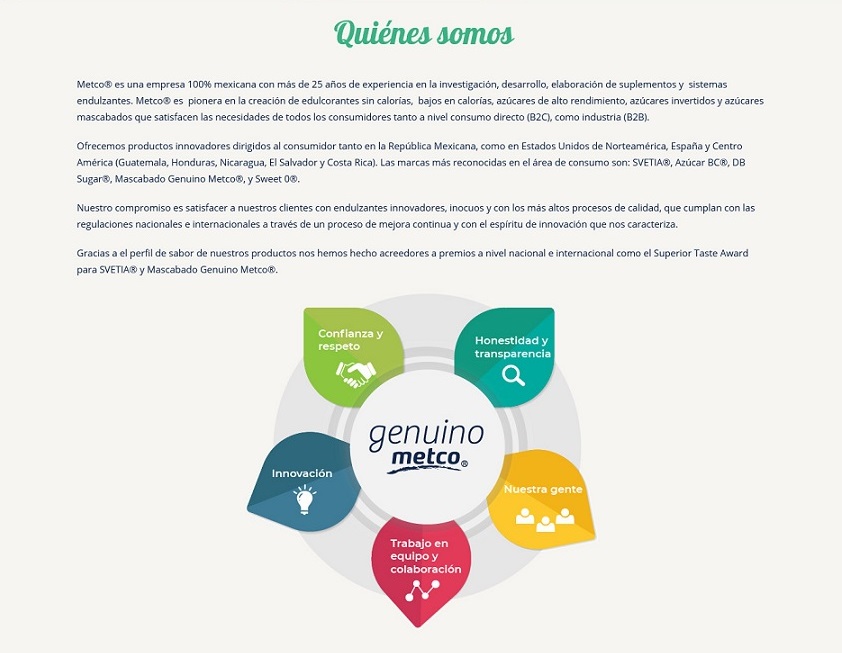 Quiénes somos
Metco® es una empresa 100% mexicana con más de 25 años de experiencia en la investigación, desarrollo, elaboración de suplementos y sistemas
endulzantes. Metco® es pionera en la creación de edulcorantes sin calorías, bajos en calorías, azúcares de alto rendimiento, azúcares invertidos y azúcares
mascabados que satisfacen las necesidades de todos los consumidores tanto a nivel consumo directo (B2C), como industria (B2B).
Ofrecemos productos innovadores dirigidos al consumidor tanto en la República Mexicana, como en Estados Unidos de Norteamérica, España y Centro
América (Guatemala, Honduras, Nicaragua, El Salvador y Costa Rica). Las marcas más reconocidas en el área de consumo son: SVETIA®, Azúcar BC®, DB
Sugar®, Mascabado Genuino Metco®, y Sweet 0®.
Nuestro compromiso es satisfacer a nuestros clientes con endulzantes innovadores, inocuos y con los más altos procesos de calidad, que cumplan con las
regulaciones nacionales e internacionales a través de un proceso de mejora continua y con el espíritu de innovación que nos caracteriza.
Gracias a el perfil de sabor de nuestros productos nos hemos hecho acreedores a premios a nivel nacional e internacional como el Superior Taste Award
para SVETIA® y Mascabado Genuino Metco®.
Confianza y
respeto
Honestidad y
transparencia
genuino
metco®
Innovación
Nuestra gente
Trabajo en
equipo y
colaboración